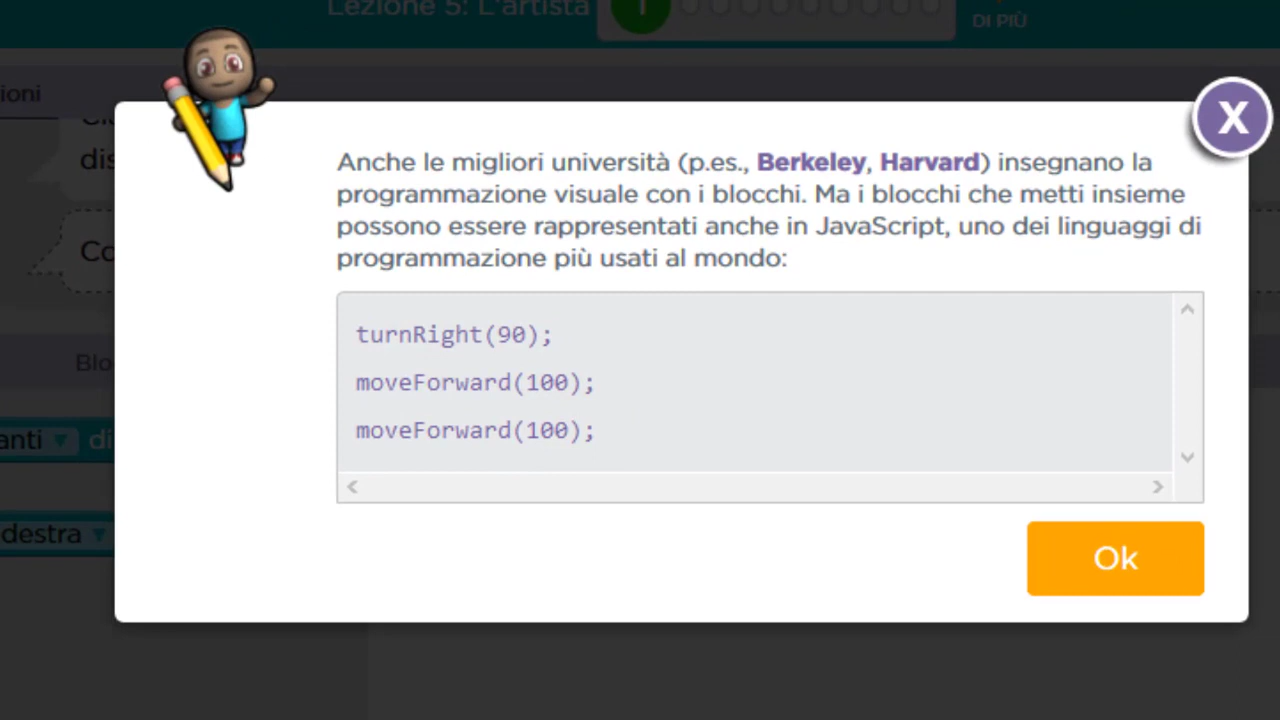 Lezione 5: L'artista
1
DI PIÙ
ioni
X
dis
Co
Anche le migliori università (p.es., Berkeley, Harvard) insegnano la
programmazione visuale con i blocchi. Ma i blocchi che metti insieme
possono essere rappresentati anche in JavaScript, uno dei linguaggi di
programmazione più usati al mondo:
turnRight(90);
moveForward(100);
moveForward(100);
Blo
anti
di
destra
Ok